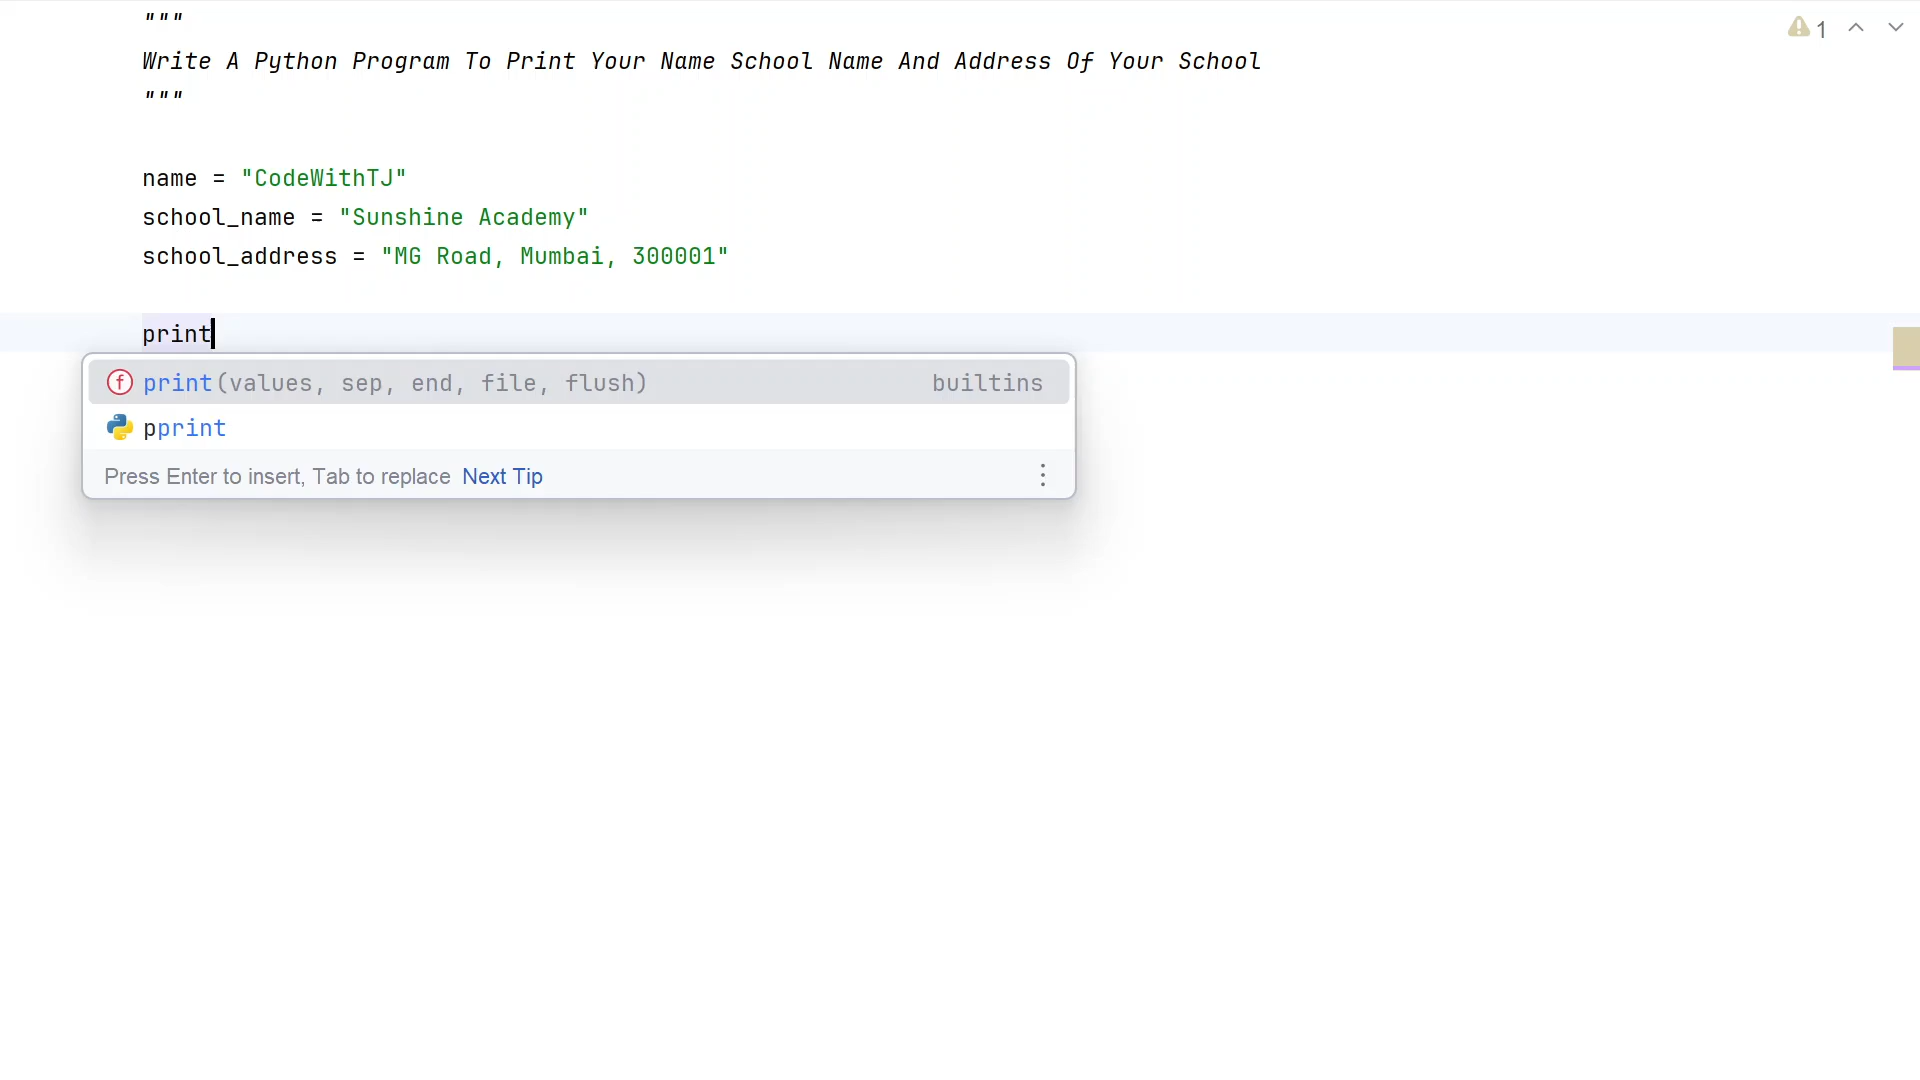 """
1
Write A Python Program To Print Your Name School Name And Address Of Your School
"""
name = "CodeWithTJ"
school_name = "Sunshine Academy"
school_address = "MG Road, Mumbai, 300001"
print
print(values, sep, end, file, flush) builtins
pprint
Press Enter to insert, Tab to replace Next Tip